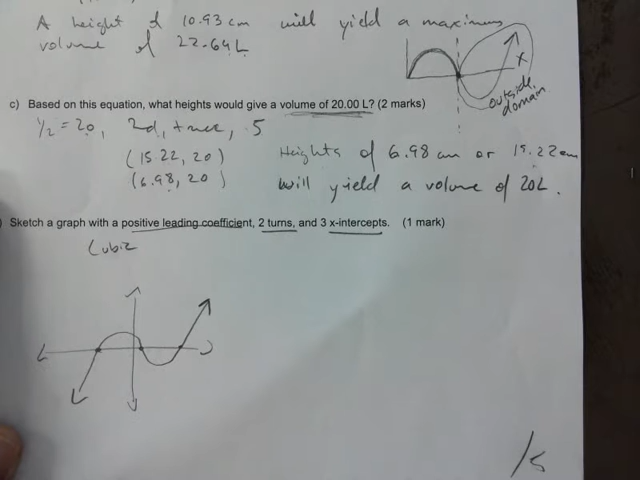 A height of 10.93 cm will yield a maximum
volume of 22.64 L
x
outside
domain
c) Based on this equation, what heights would give a volume of 20.00 L? (2 marks)
Y2 = 20, 2nd, trace, 5
(15.22, 20)
(6.98, 20)
Heights of 6.98 cm or 15.22 cm
will yield a volume of 20L.
) Sketch a graph with a positive leading coefficient, 2 turns, and 3 x-intercepts. (1 mark)
Cubic
/5